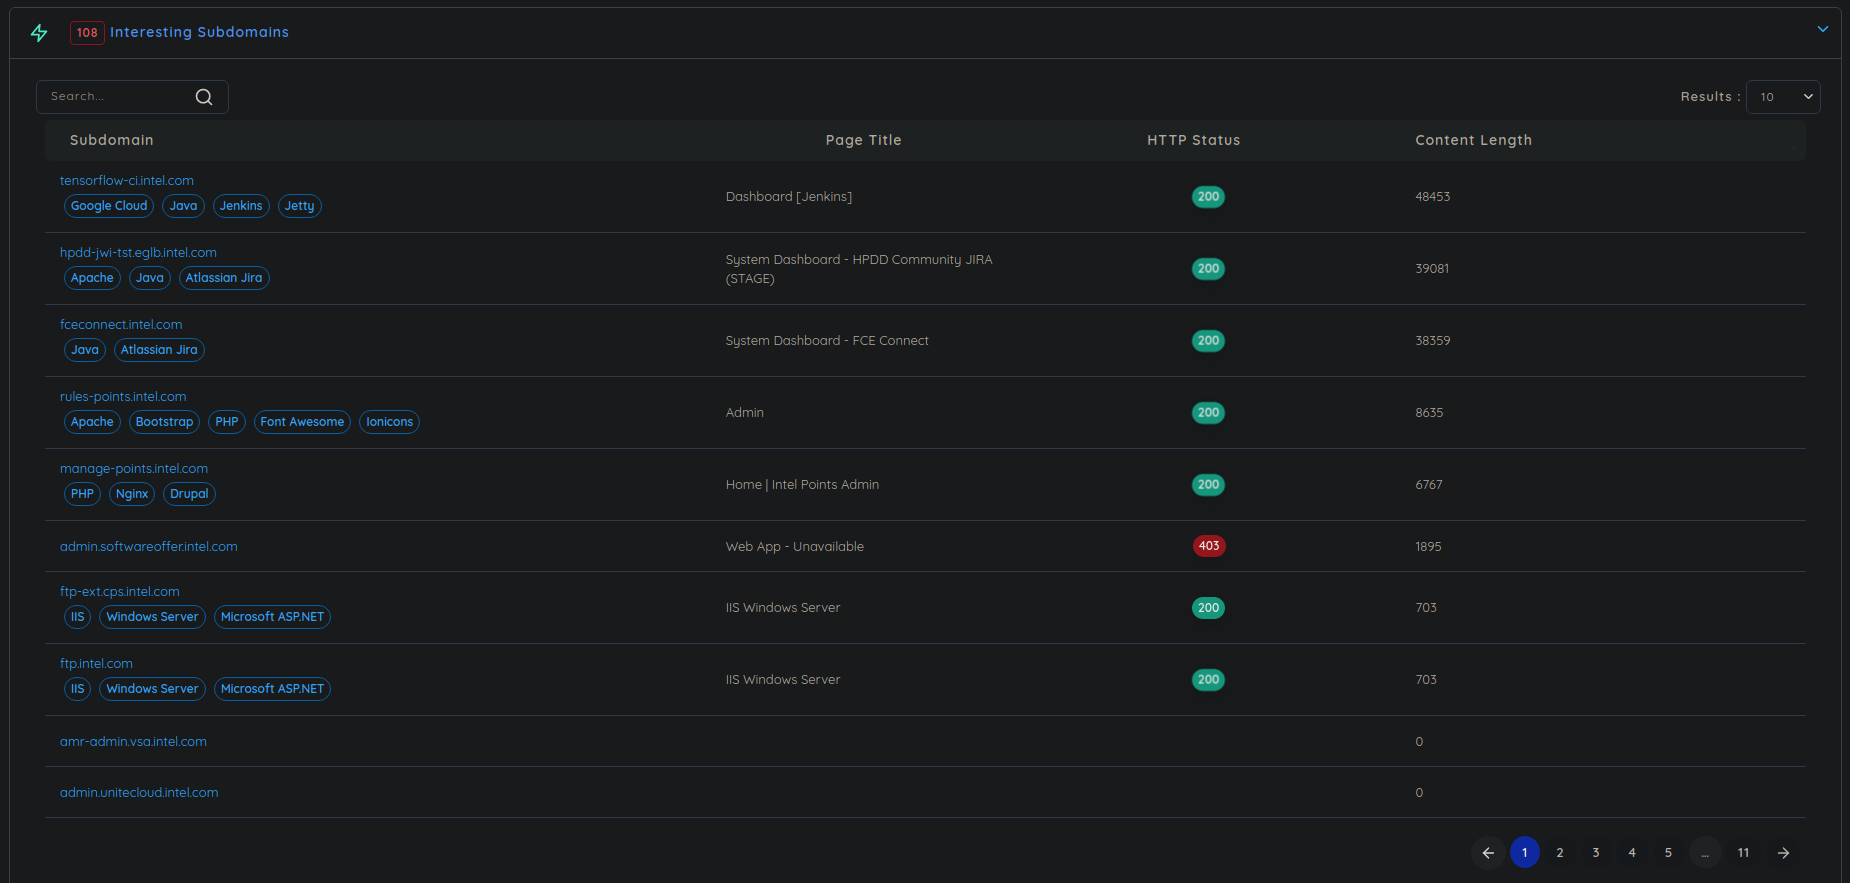 108 Interesting Subdomains
Search...
Results : 10
Subdomain Page Title HTTP Status Content Length
tensorflow-ci.intel.com
Google Cloud Java Jenkins Jetty
Dashboard [Jenkins] 200 48453
hpdd-jwi-tst.eglb.intel.com
Apache Java Atlassian Jira
System Dashboard - HPDD Community JIRA
(STAGE)
200 39081
fceconnect.intel.com
Java Atlassian Jira
System Dashboard - FCE Connect 200 38359
rules-points.intel.com
Apache Bootstrap PHP Font Awesome Ionicons
Admin 200 8635
manage-points.intel.com
PHP Nginx Drupal
Home | Intel Points Admin 200 6767
admin.softwareoffer.intel.com Web App - Unavailable 403 1895
ftp-ext.cps.intel.com
IIS Windows Server Microsoft ASP.NET
IIS Windows Server 200 703
ftp.intel.com
IIS Windows Server Microsoft ASP.NET
IIS Windows Server 200 703
amr-admin.vsa.intel.com 0
admin.unitecloud.intel.com 0
1 2 3 4 5 ... 11